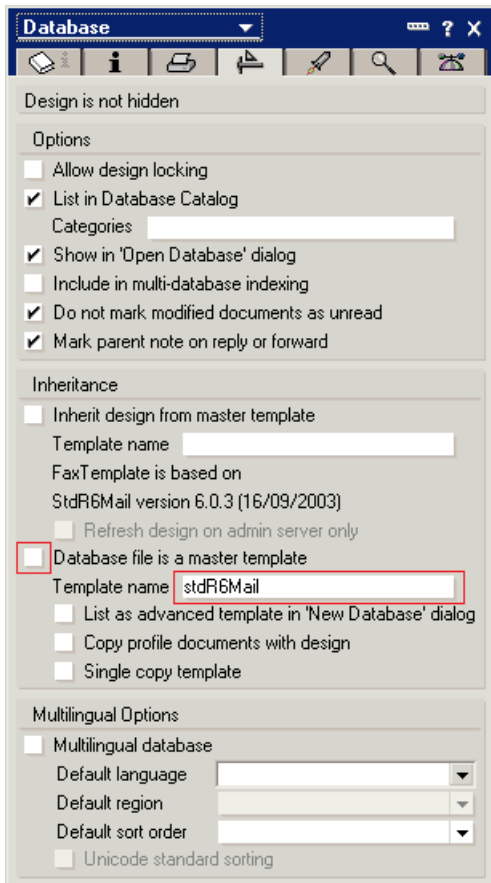 Database
? X
i i
Design is not hidden
Options
Allow design locking
List in Database Catalog
Categories
Show in 'Open Database' dialog
Include in multi-database indexing
Do not mark modified documents as unread
Mark parent note on reply or forward
Inheritance
Inherit design from master template
Template name
FaxTemplate is based on
StdR6Mail version 6.0.3 (16/09/2003)
Refresh design on admin server only
Database file is a master template
Template name stdR6Mail
List as advanced template in 'New Database' dialog
Copy profile documents with design
Single copy template
Multilingual Options
Multilingual database
Default language
Default region
Default sort order
Unicode standard sorting